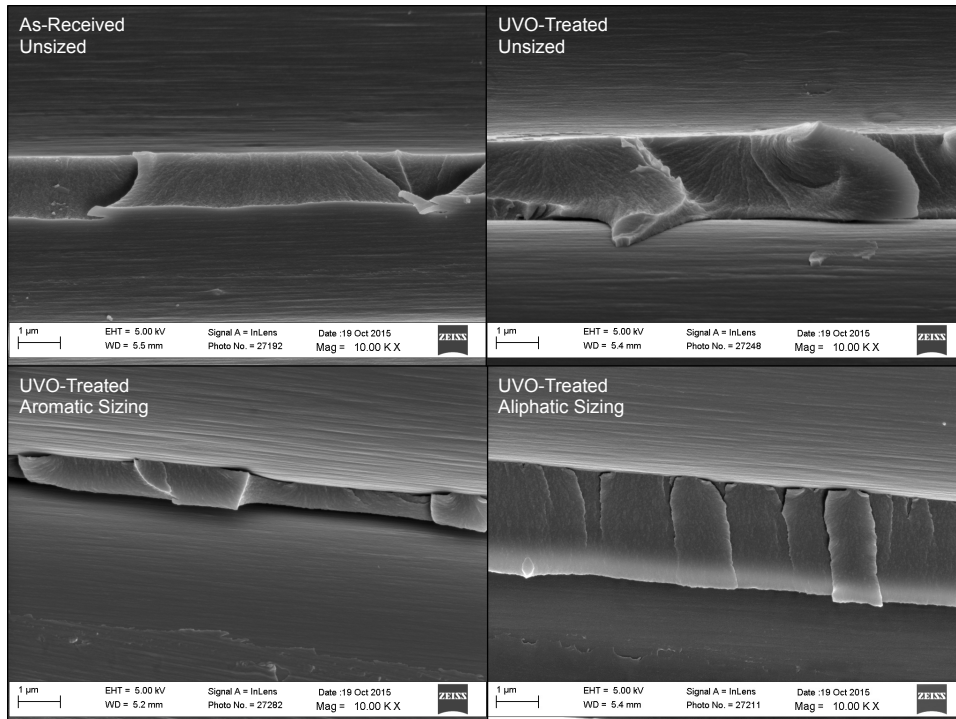 As-Received
Unsized
1 µm
EHT = 5.00 kV
WD = 5.5 mm
Signal A = InLens
Photo No. = 27192
Date :19 Oct 2015
Mag = 10.00 K X
ZEISS
UVO-Treated
Unsized
1 µm
EHT = 5.00 kV
WD = 5.4 mm
Signal A = InLens
Photo No. = 27248
Date :19 Oct 2015
Mag = 10.00 K X
ZEISS
UVO-Treated
Aromatic Sizing
1 µm
EHT = 5.00 kV
WD = 5.2 mm
Signal A = InLens
Photo No. = 27282
Date :19 Oct 2015
Mag = 10.00 K X
ZEISS
UVO-Treated
Aliphatic Sizing
1 µm
EHT = 5.00 kV
WD = 5.4 mm
Signal A = InLens
Photo No. = 27211
Date :19 Oct 2015
Mag = 10.00 K X
ZEISS